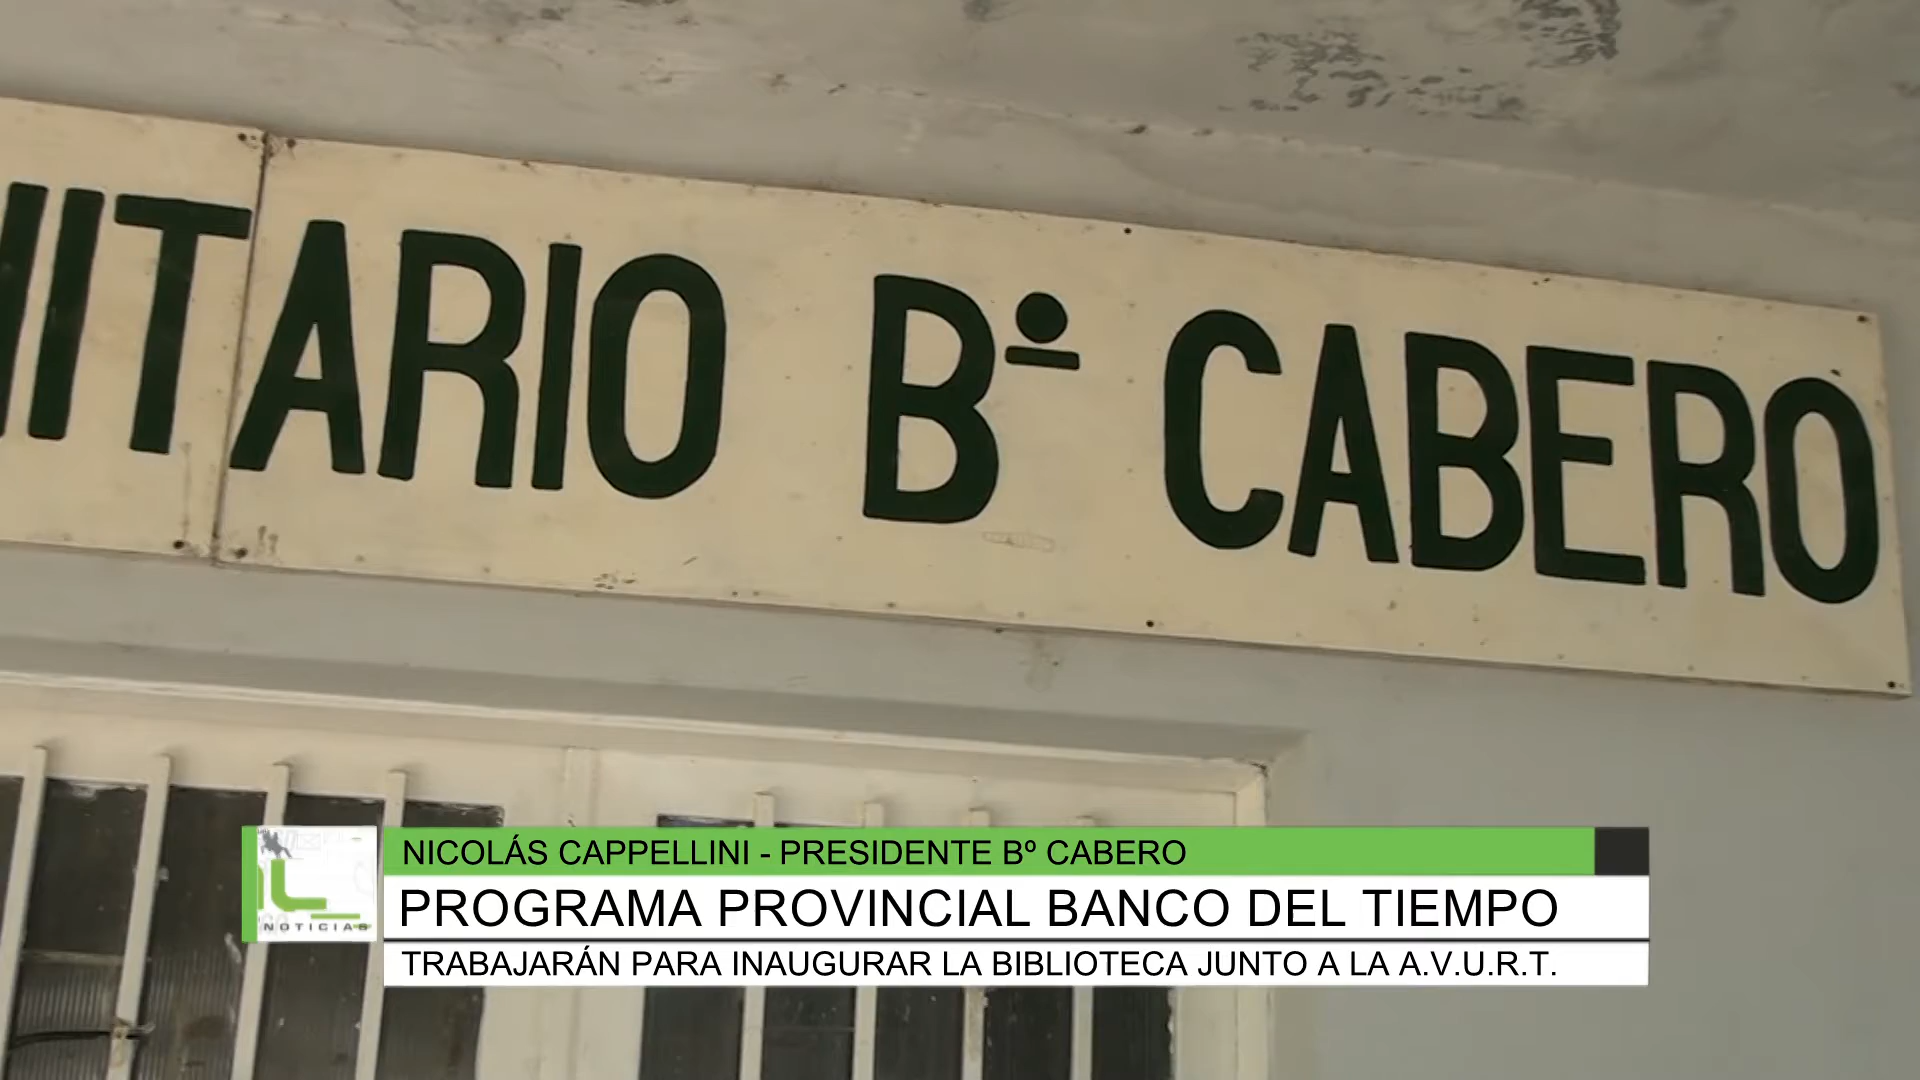 NITARIO Bº CABERO
NICOLÁS CAPPELLINI - PRESIDENTE Bº CABERO
PROGRAMA PROVINCIAL BANCO DEL TIEMPO
NOTICIAS
TRABAJARÁN PARA INAUGURAR LA BIBLIOTECA JUNTO A LA A.V.U.R.T.